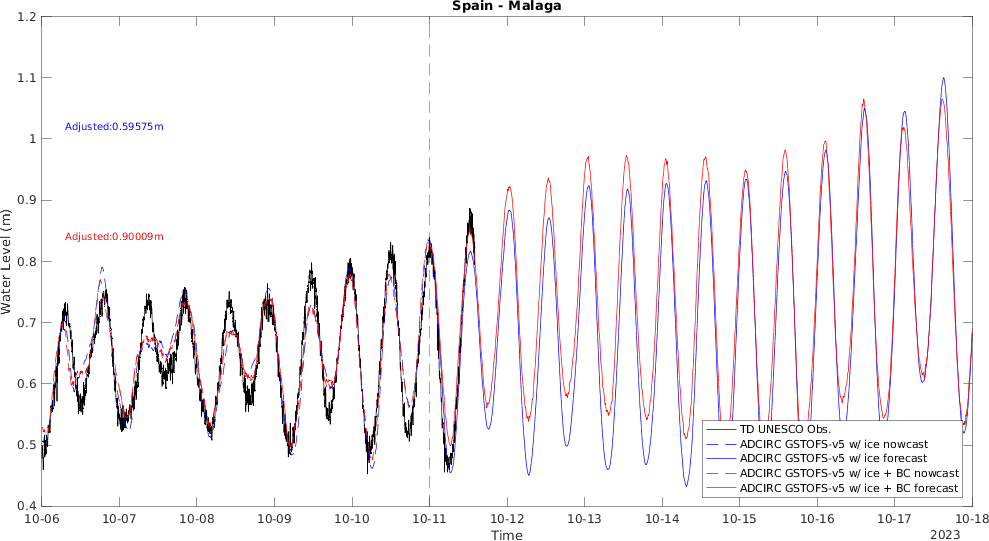 Spain - Malaga
1.2
1.1
1
0.9
0.8
0.7
0.6
0.5
0.4
Water Level (m)
Adjusted:0.59575m
Adjusted:0.90009m
TD UNESCO Obs.
ADCIRC GSTOFS-v5 w/ ice nowcast
ADCIRC GSTOFS-v5 w/ ice forecast
ADCIRC GSTOFS-v5 w/ ice + BC nowcast
ADCIRC GSTOFS-v5 w/ ice + BC forecast
10-06 10-07 10-08 10-09 10-10 10-11 10-12 10-13 10-14 10-15 10-16 10-17 10-18
Time
2023